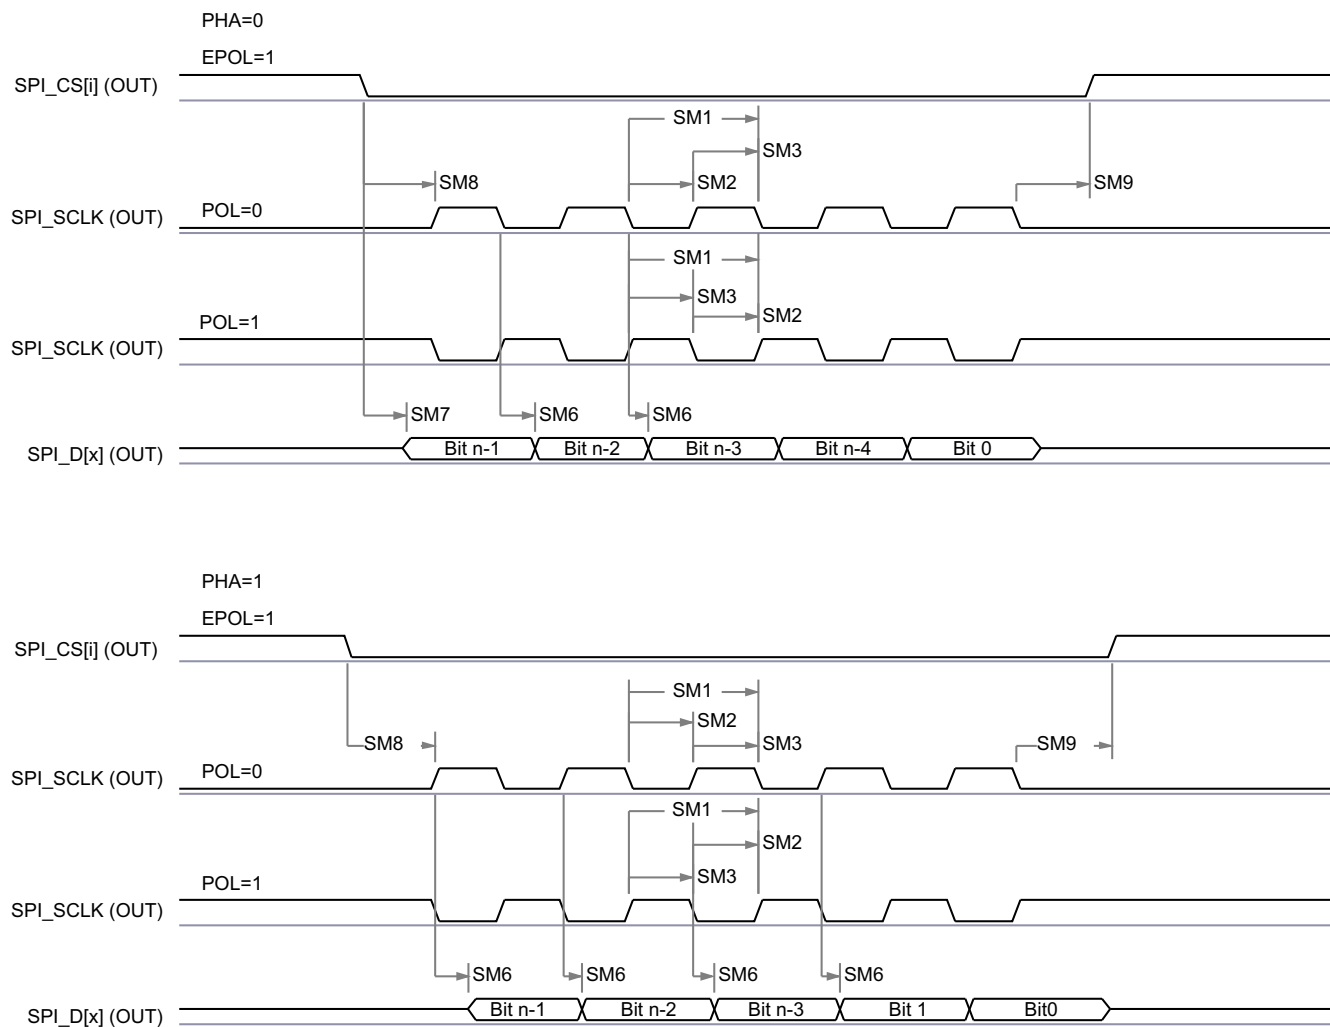 PHA=0
EPOL=1
SPI_CS[i] (OUT)
SM1
SM3
SM8 SM2 SM9
SPI_SCLK (OUT) POL=0
SM1
SM3
SM2
POL=1
SPI_SCLK (OUT)
SM7 SM6 SM6
SPI_D[x] (OUT) Bit n-1 Bit n-2 Bit n-3 Bit n-4 Bit 0
PHA=1
EPOL=1
SPI_CS[i] (OUT)
SM1
SM2
SM8 SM3 SM9
SPI_SCLK (OUT) POL=0
SM1
SM2
SM3
POL=1
SPI_SCLK (OUT)
SM6 SM6 SM6 SM6
SPI_D[x] (OUT) Bit n-1 Bit n-2 Bit n-3 Bit 1 Bit0